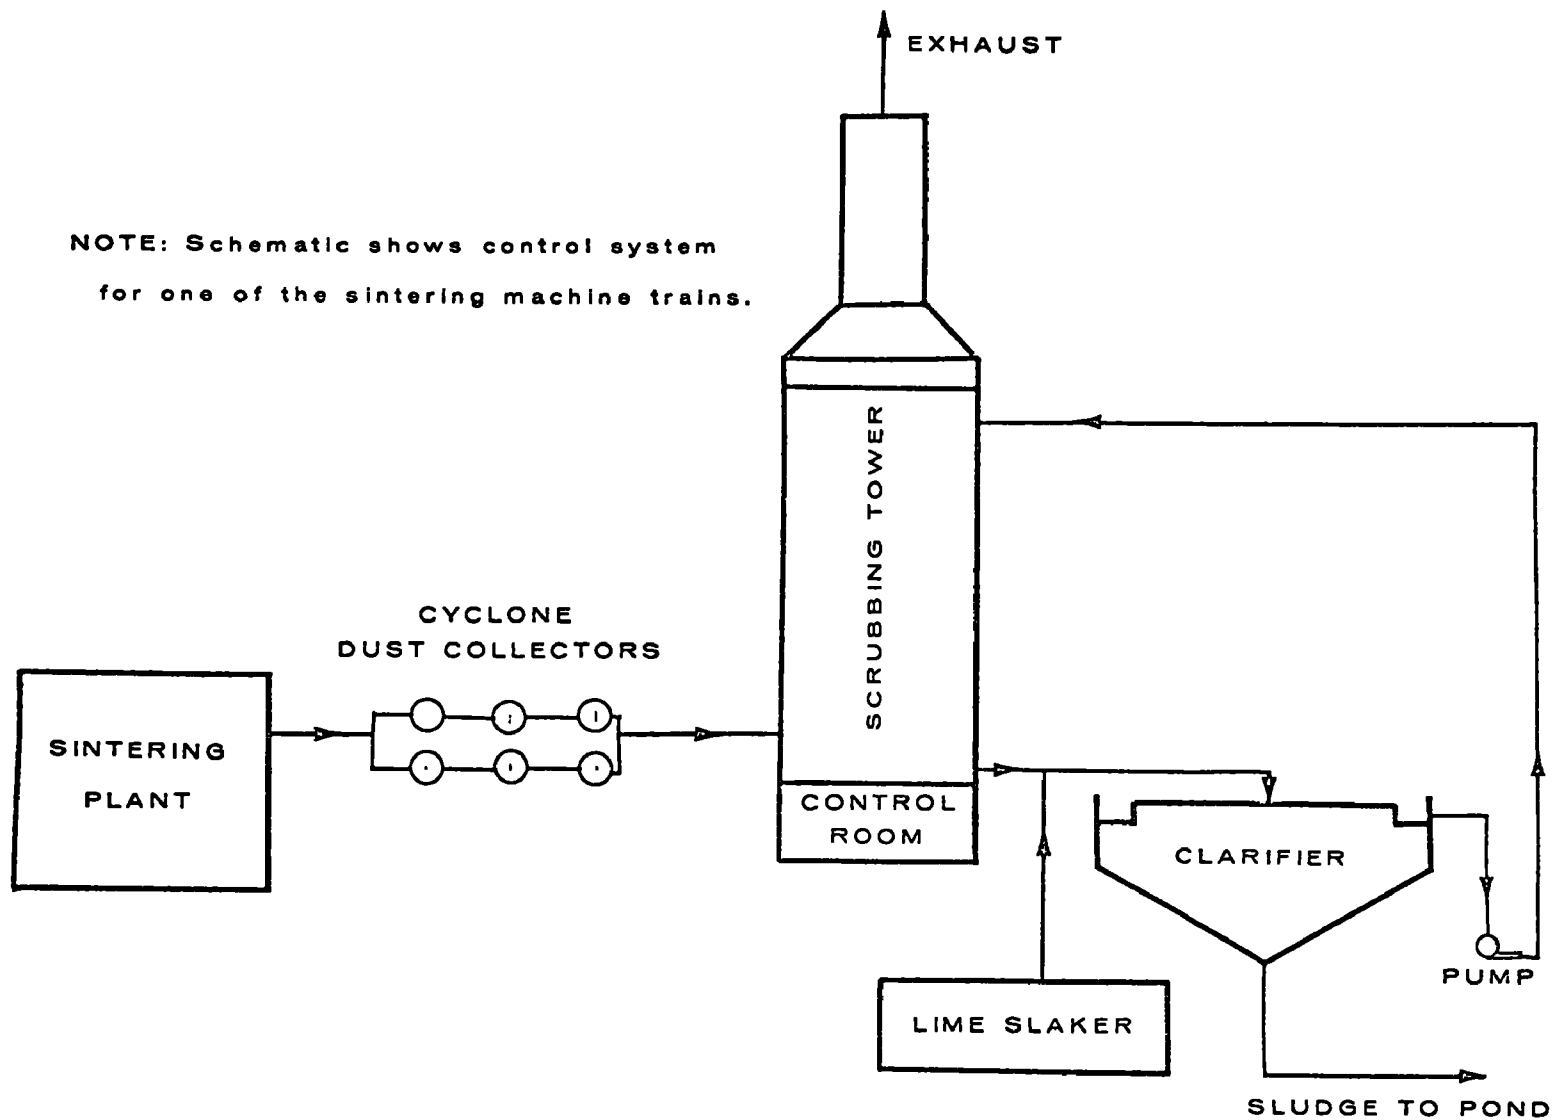 EXHAUST
NOTE: Schematic shows control system
for one of the sintering machine trains.
SCRUBBING TOWER
CYCLONE
DUST COLLECTORS
SINTERING
PLANT
CONTROL
ROOM
CLARIFIER
PUMP
LIME SLAKER
SLUDGE TO POND